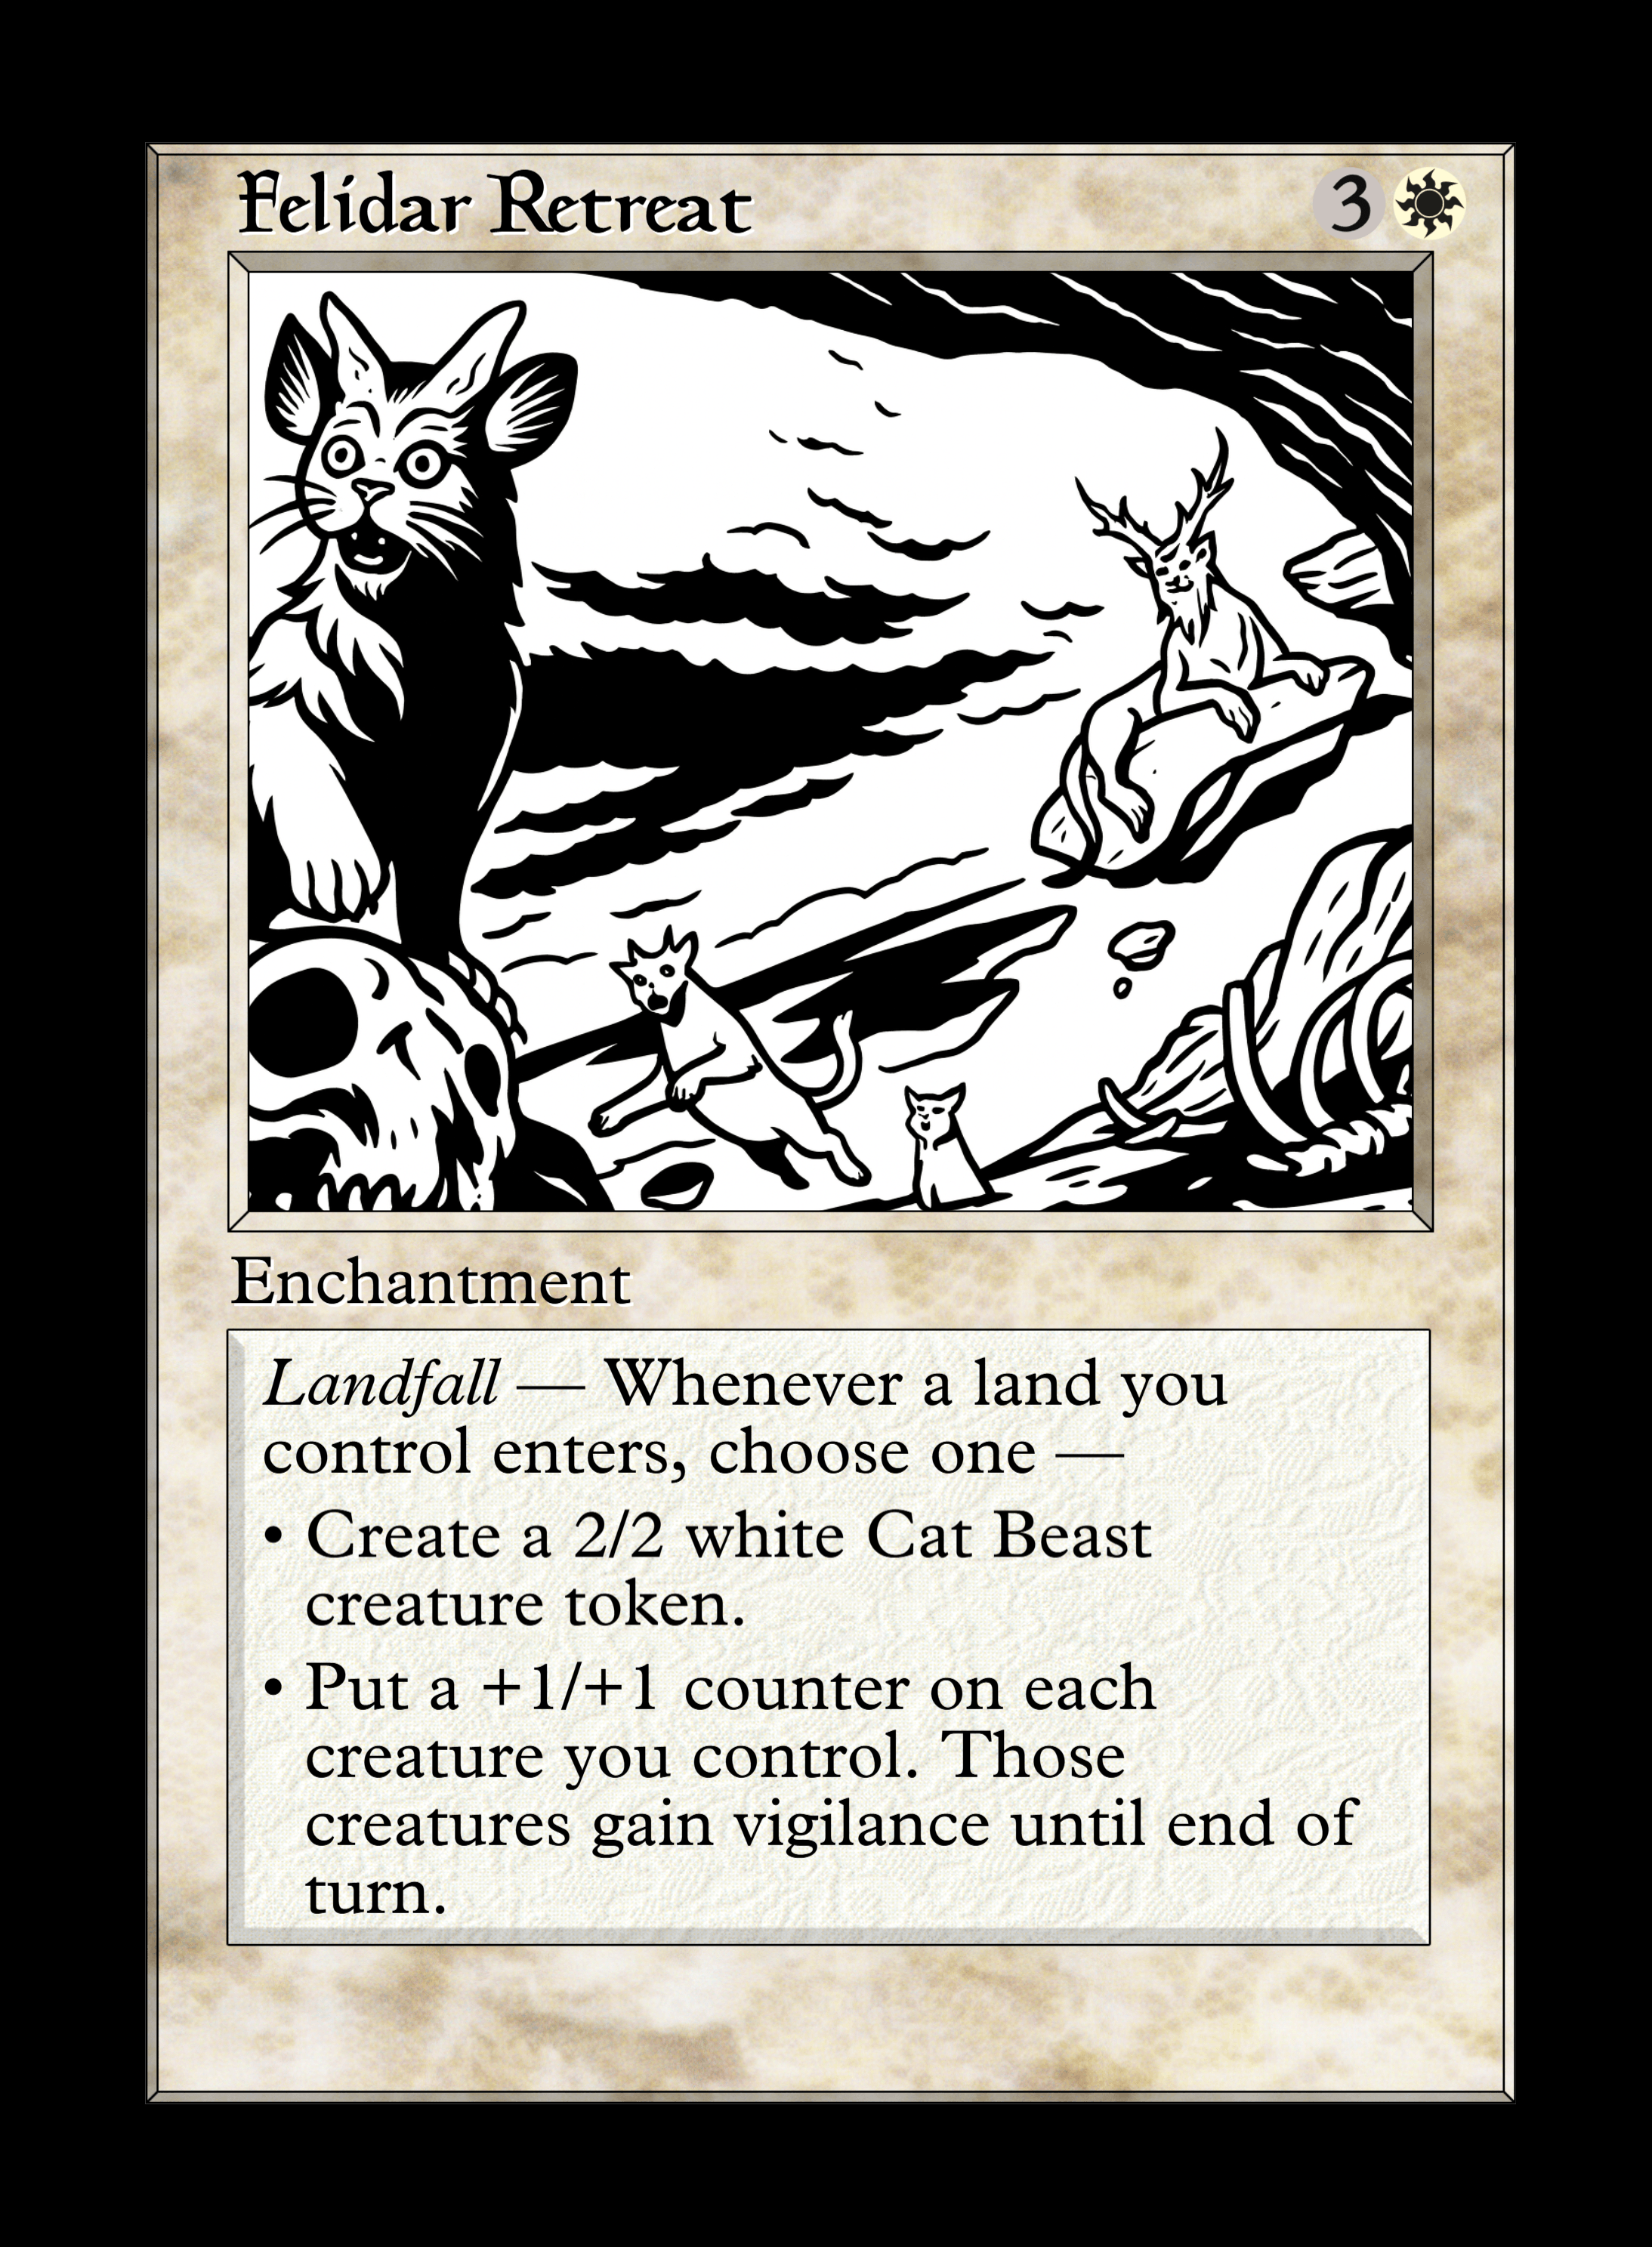 Felidar Retreat 3
Enchantment
Landfall — Whenever a land you
control enters, choose one —
• Create a 2/2 white Cat Beast
creature token.
• Put a +1/+1 counter on each
creature you control. Those
creatures gain vigilance until end of
turn.